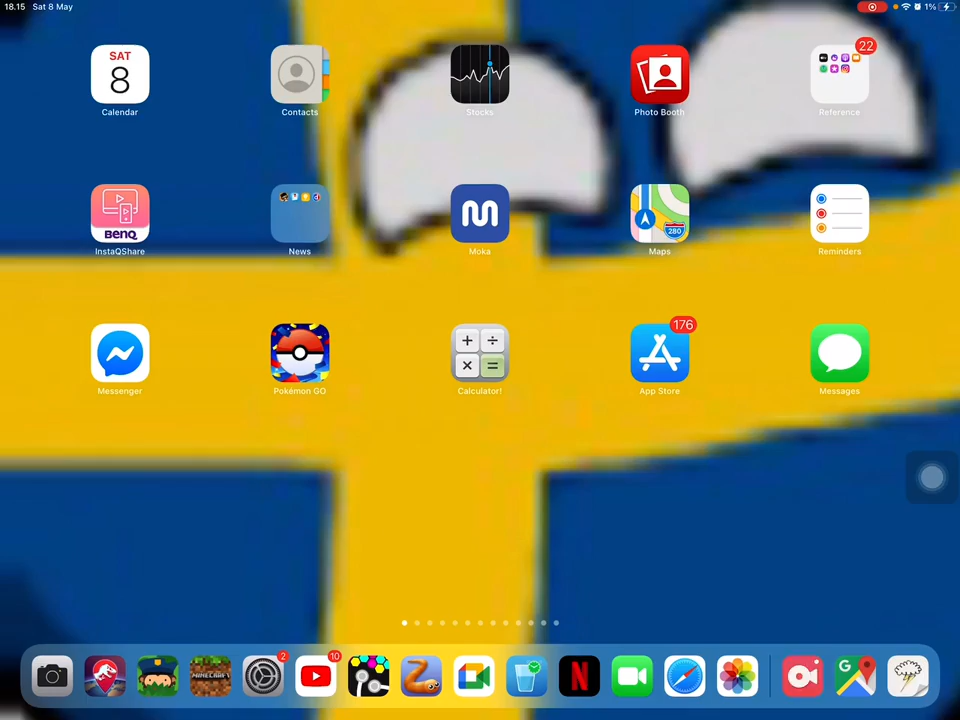 18.15 Sat 8 May
1%
SAT
8
22
Calendar
Contacts
Stocks
Photo Booth
Reference
BenQ
280
InstaQShare
News
Moka
Maps
Reminders
176
Messenger
Pokémon GO
Calculator!
App Store
Messages
MINECRAFT
2
10
N
G